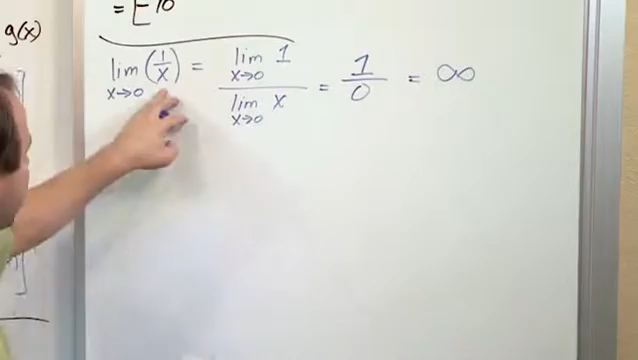 = [-10
g(x)
lim x→0 (1/x) = lim x→0 1 / lim x→0 x = 1/0 = ∞